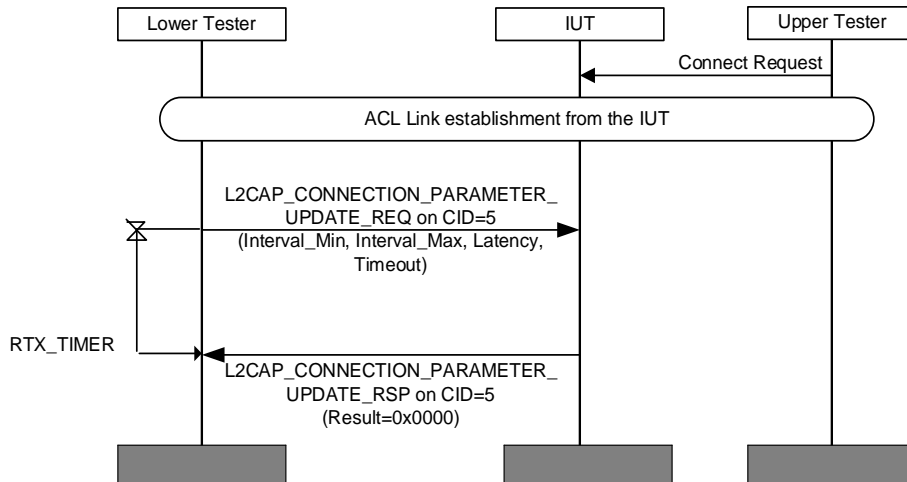 Lower Tester
IUT
Upper Tester
Connect Request
ACL Link establishment from the IUT
L2CAP_CONNECTION_PARAMETER_
UPDATE_REQ on CID=5
(Interval_Min, Interval_Max, Latency,
Timeout)
RTX_TIMER
L2CAP_CONNECTION_PARAMETER_
UPDATE_RSP on CID=5
(Result=0x0000)